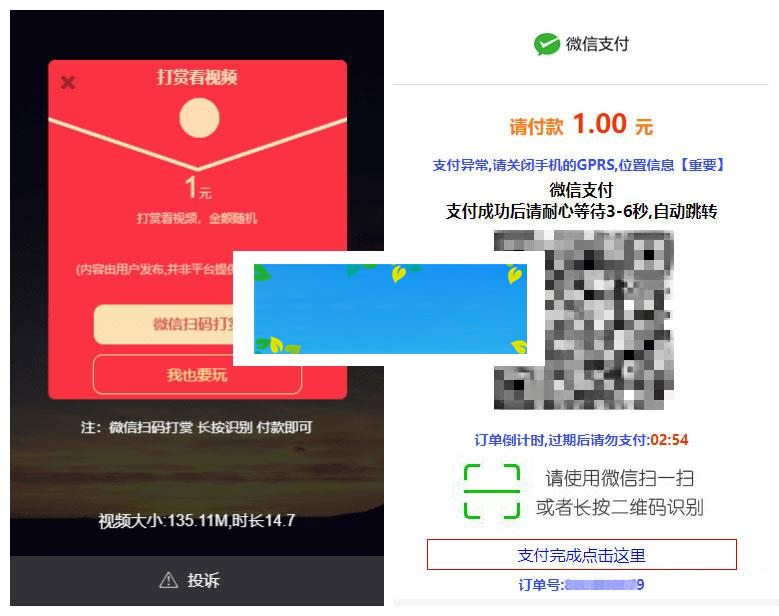 打赏看视频
1元
打赏看视频，金额随机
(内容由用户发布,并非平台提供
微信扫码打赏
我也要玩
注：微信扫码打赏 长按识别 付款即可
视频大小:135.11M,时长14.7
投诉
微信支付
请付款 1.00 元
支付异常,请关闭手机的GPRS,位置信息【重要】
微信支付
支付成功后请耐心等待3-6秒,自动跳转
订单倒计时,过期后请勿支付:02:54
请使用微信扫一扫
或者长按二维码识别
支付完成点击这里
订单号: